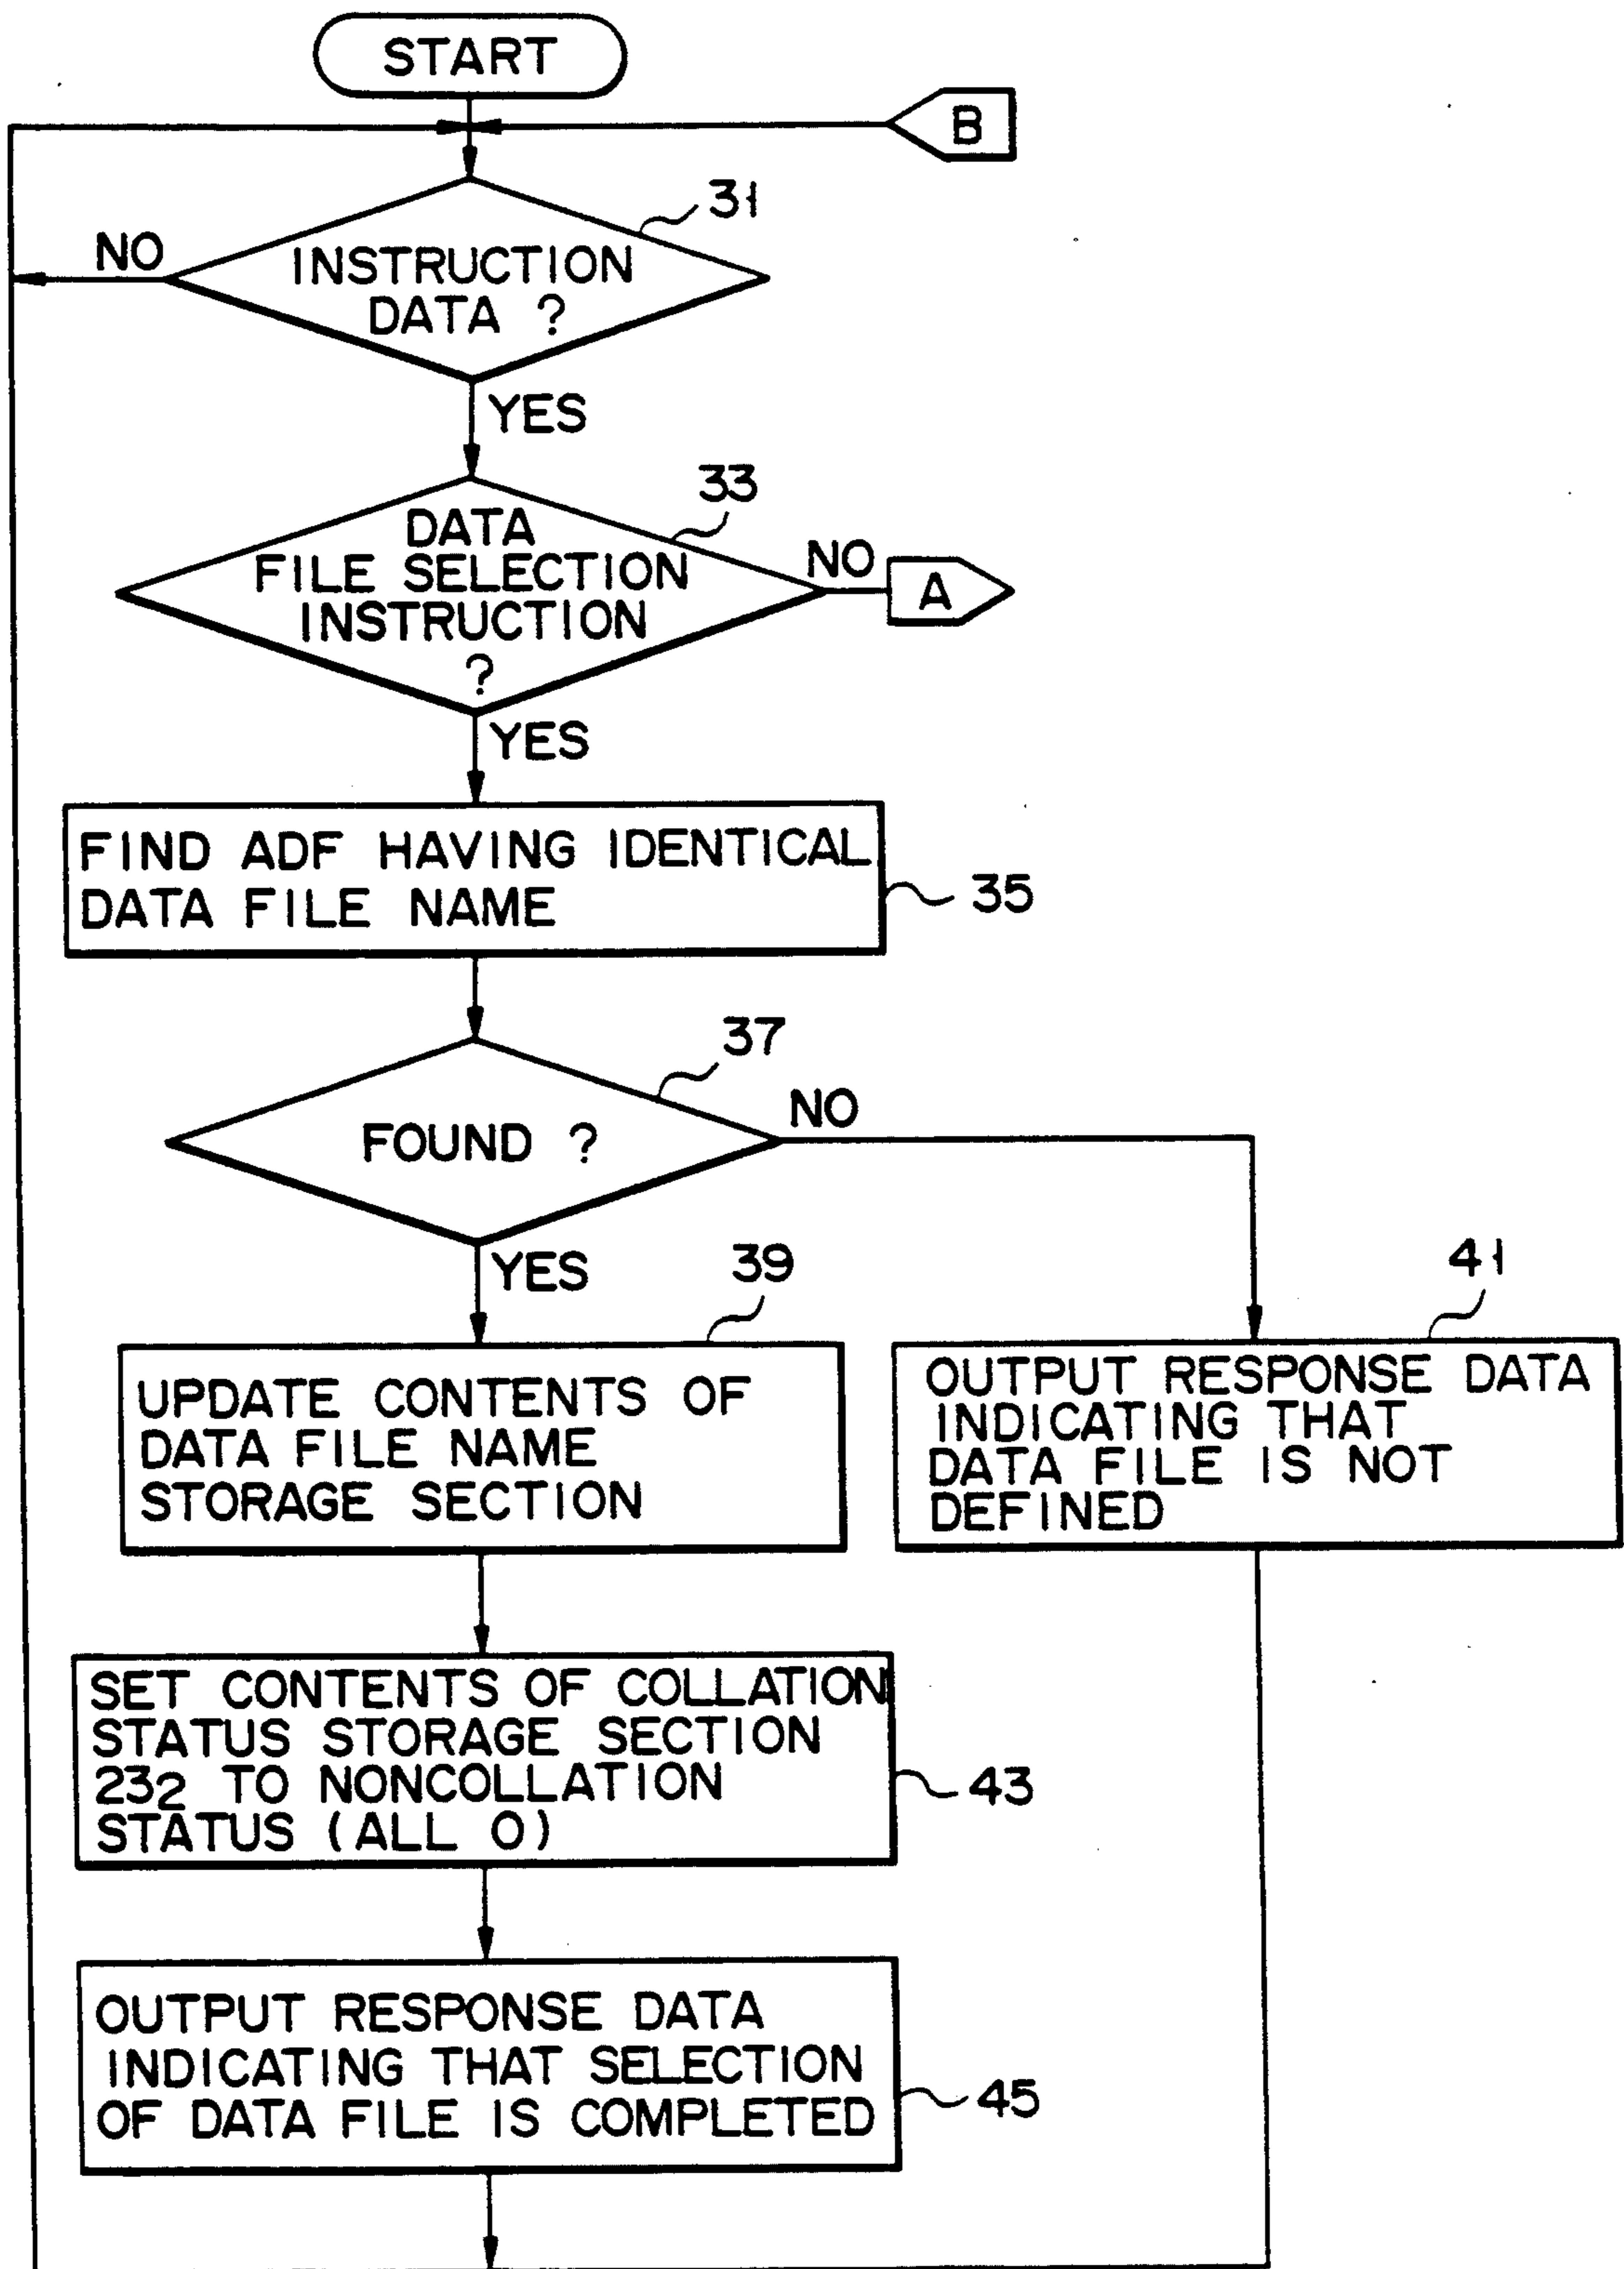 START
B
31
NO
INSTRUCTION
DATA ?
YES
33
DATA
FILE SELECTION
INSTRUCTION
?
NO
A
YES
FIND ADF HAVING IDENTICAL
DATA FILE NAME
35
37
FOUND ?
NO
YES
39
UPDATE CONTENTS OF
DATA FILE NAME
STORAGE SECTION
41
OUTPUT RESPONSE DATA
INDICATING THAT
DATA FILE IS NOT
DEFINED
SET CONTENTS OF COLLATION
STATUS STORAGE SECTION
23₂ TO NONCOLLATION
STATUS (ALL 0)
43
OUTPUT RESPONSE DATA
INDICATING THAT SELECTION
OF DATA FILE IS COMPLETED
45